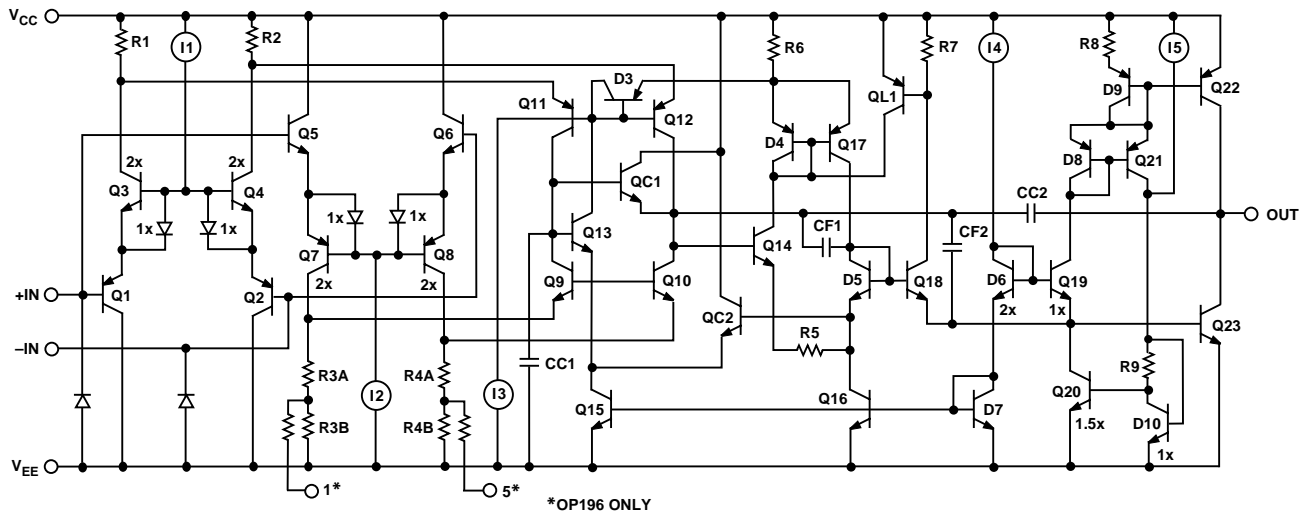 VCC
R1
I1
R2
R6
R7
I4
R8
I5
D3
Q11
Q12
QL1
D9
Q22
Q5
Q6
D4
Q17
D8
Q21
2x
2x
Q3
Q4
QC1
CC2
1x
1x
1x
1x
CF1
CF2
OUT
Q13
Q14
Q7
Q8
2x
2x
Q9
Q10
D5
Q18
D6
Q19
2x
1x
+IN
Q1
Q2
QC2
Q23
R5
–IN
CC1
R3A
R4A
I2
I3
R9
R3B
R4B
Q15
Q16
D7
Q20
1.5x
D10
1x
VEE
1*
5*
*OP196 ONLY